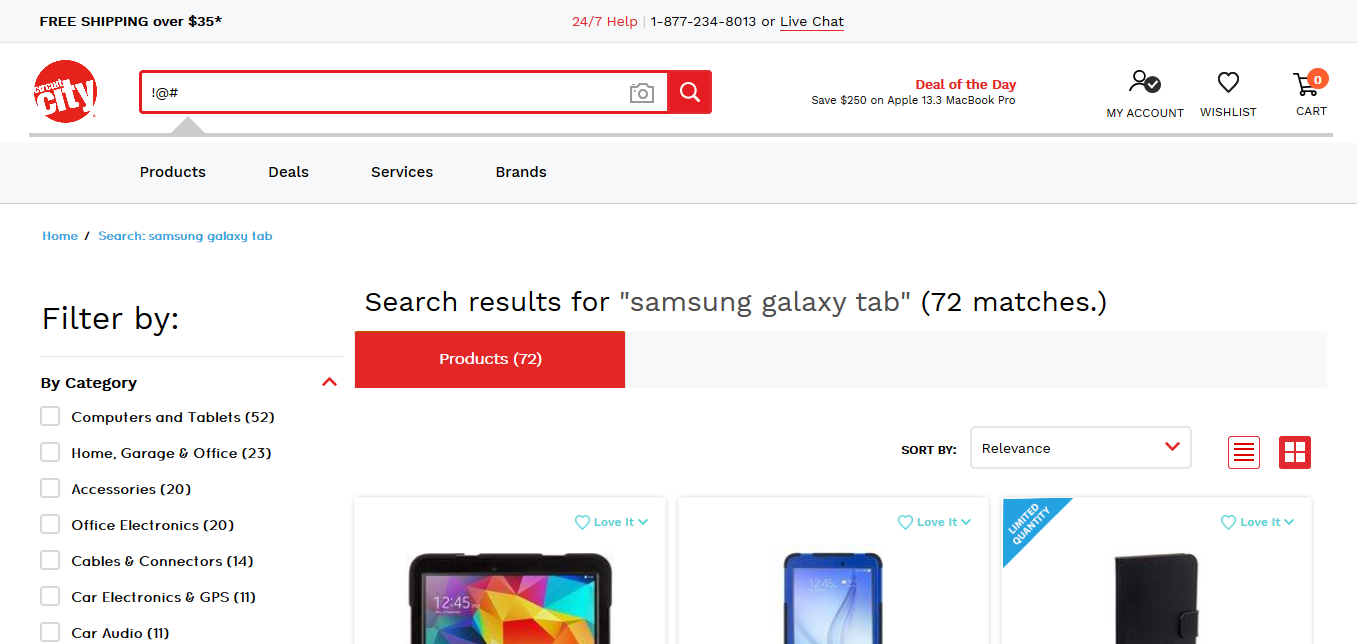 FREE SHIPPING over $35*
24/7 Help | 1-877-234-8013 or Live Chat
circuit
city
!@#
Deal of the Day
Save $250 on Apple 13.3 MacBook Pro
MY ACCOUNT
WISHLIST
0
CART
Products
Deals
Services
Brands
Home / Search: samsung galaxy tab
Filter by:
By Category
Computers and Tablets (52)
Home, Garage & Office (23)
Accessories (20)
Office Electronics (20)
Cables & Connectors (14)
Car Electronics & GPS (11)
Car Audio (11)
Search results for "samsung galaxy tab" (72 matches.)
Products (72)
SORT BY:
Relevance
Love It
12:45
Love It
12:45
LIMITED
QUANTITY
Love It